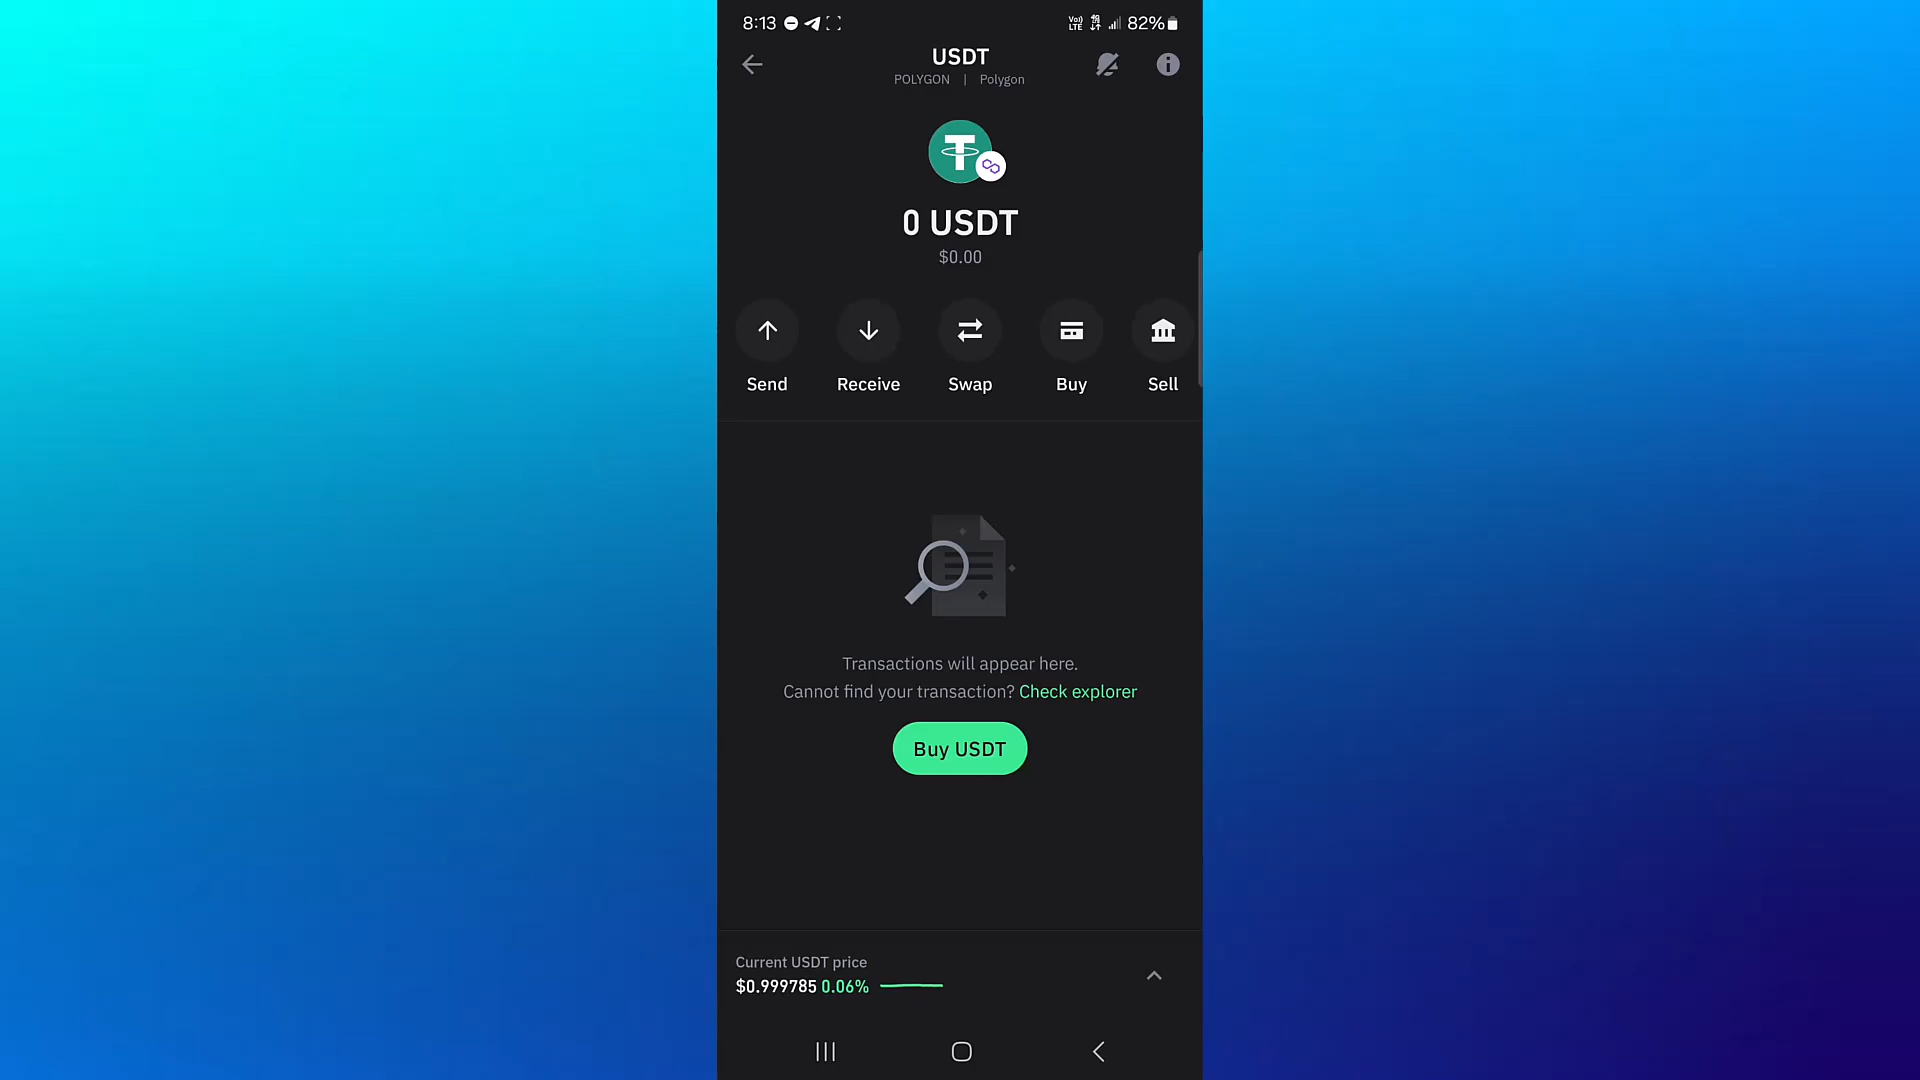 8:13 82%
USDT
POLYGON | Polygon
0 USDT
$0.00
Send Receive Swap Buy Sell
Transactions will appear here.
Cannot find your transaction? Check explorer
Buy USDT
Current USDT price
$0.999785 0.06%